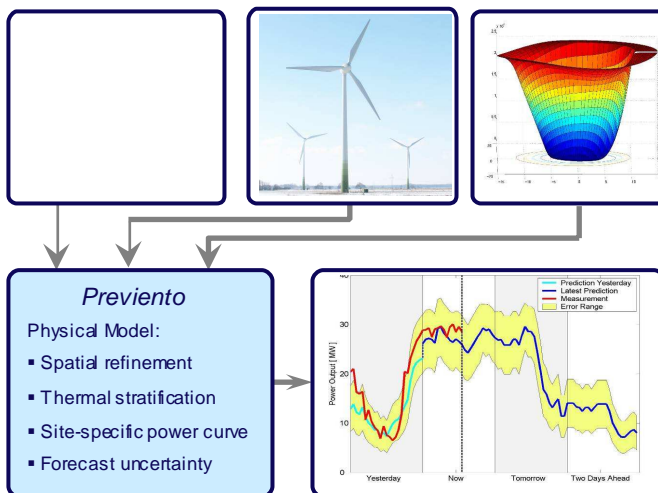 Previento
Physical Model:
▪ Spatial refinement
▪ Thermal stratification
▪ Site-specific power curve
▪ Forecast uncertainty
Prediction Yesterday
Latest Prediction
Measurement
Error Range
Power Output [ MW ]
30
20
10
0
Yesterday
Now
Tomorrow
Two Days Ahead